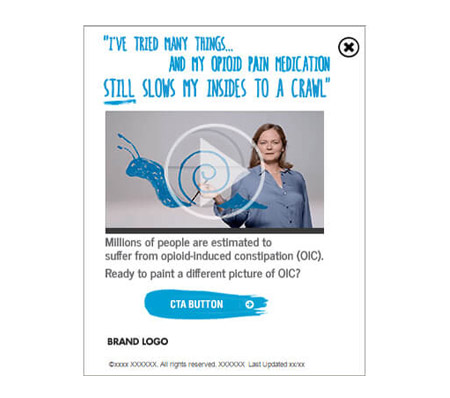 "I'VE TRIED MANY THINGS...
AND MY OPIOID PAIN MEDICATION
STILL SLOWS MY INSIDES TO A CRAWL"
Millions of people are estimated to
suffer from opioid-induced constipation (OIC).
Ready to paint a different picture of OIC?
CTA BUTTON
BRAND LOGO
©xxxx XXXXXX. All rights reserved. XXXXXX Last Updated xx/xx